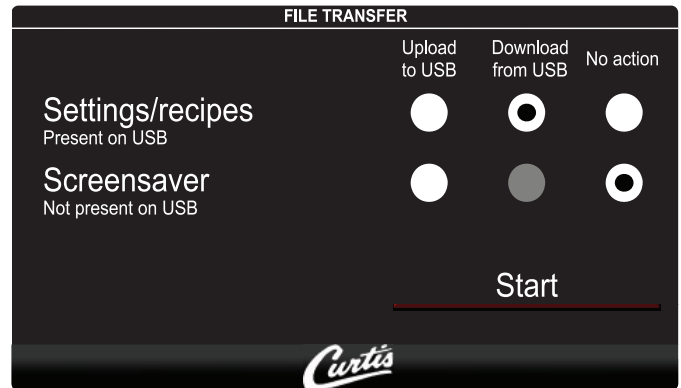 FILE TRANSFER
Upload
to USB
Download
from USB
No action
Settings/recipes
Present on USB
Screensaver
Not present on USB
Start
Curtis